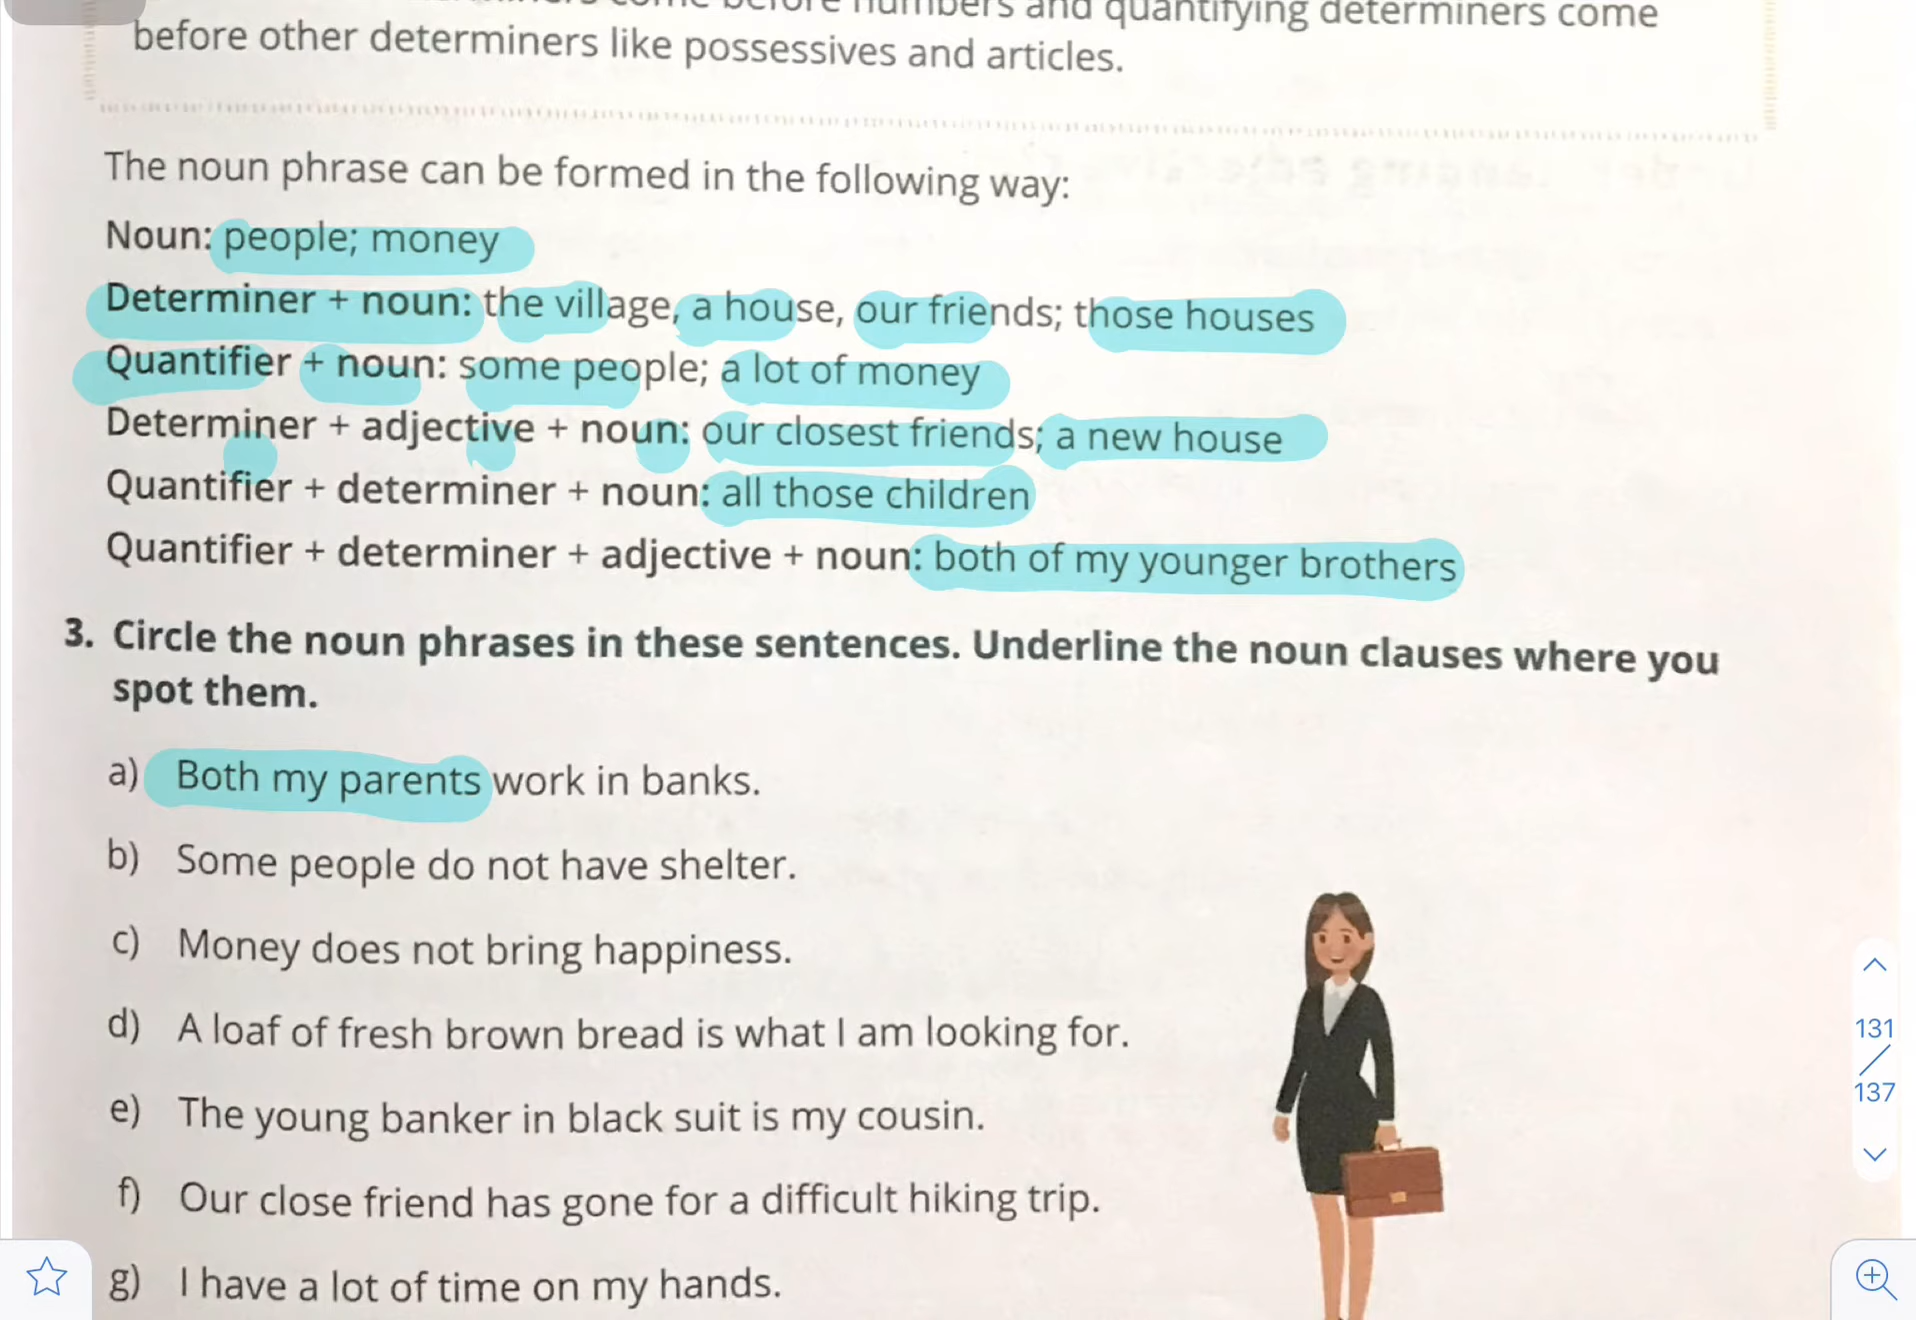 before numbers and quantifying determiners come
before other determiners like possessives and articles.
The noun phrase can be formed in the following way:
Noun: people; money
Determiner + noun: the village, a house, our friends; those houses
Quantifier + noun: some people; a lot of money
Determiner + adjective + noun: our closest friends; a new house
Quantifier + determiner + noun: all those children
Quantifier + determiner + adjective + noun: both of my younger brothers
3. Circle the noun phrases in these sentences. Underline the noun clauses where you
spot them.
a) Both my parents work in banks.
b) Some people do not have shelter.
c) Money does not bring happiness.
d) A loaf of fresh brown bread is what I am looking for.
e) The young banker in black suit is my cousin.
f) Our close friend has gone for a difficult hiking trip.
g) I have a lot of time on my hands.
131
/
137